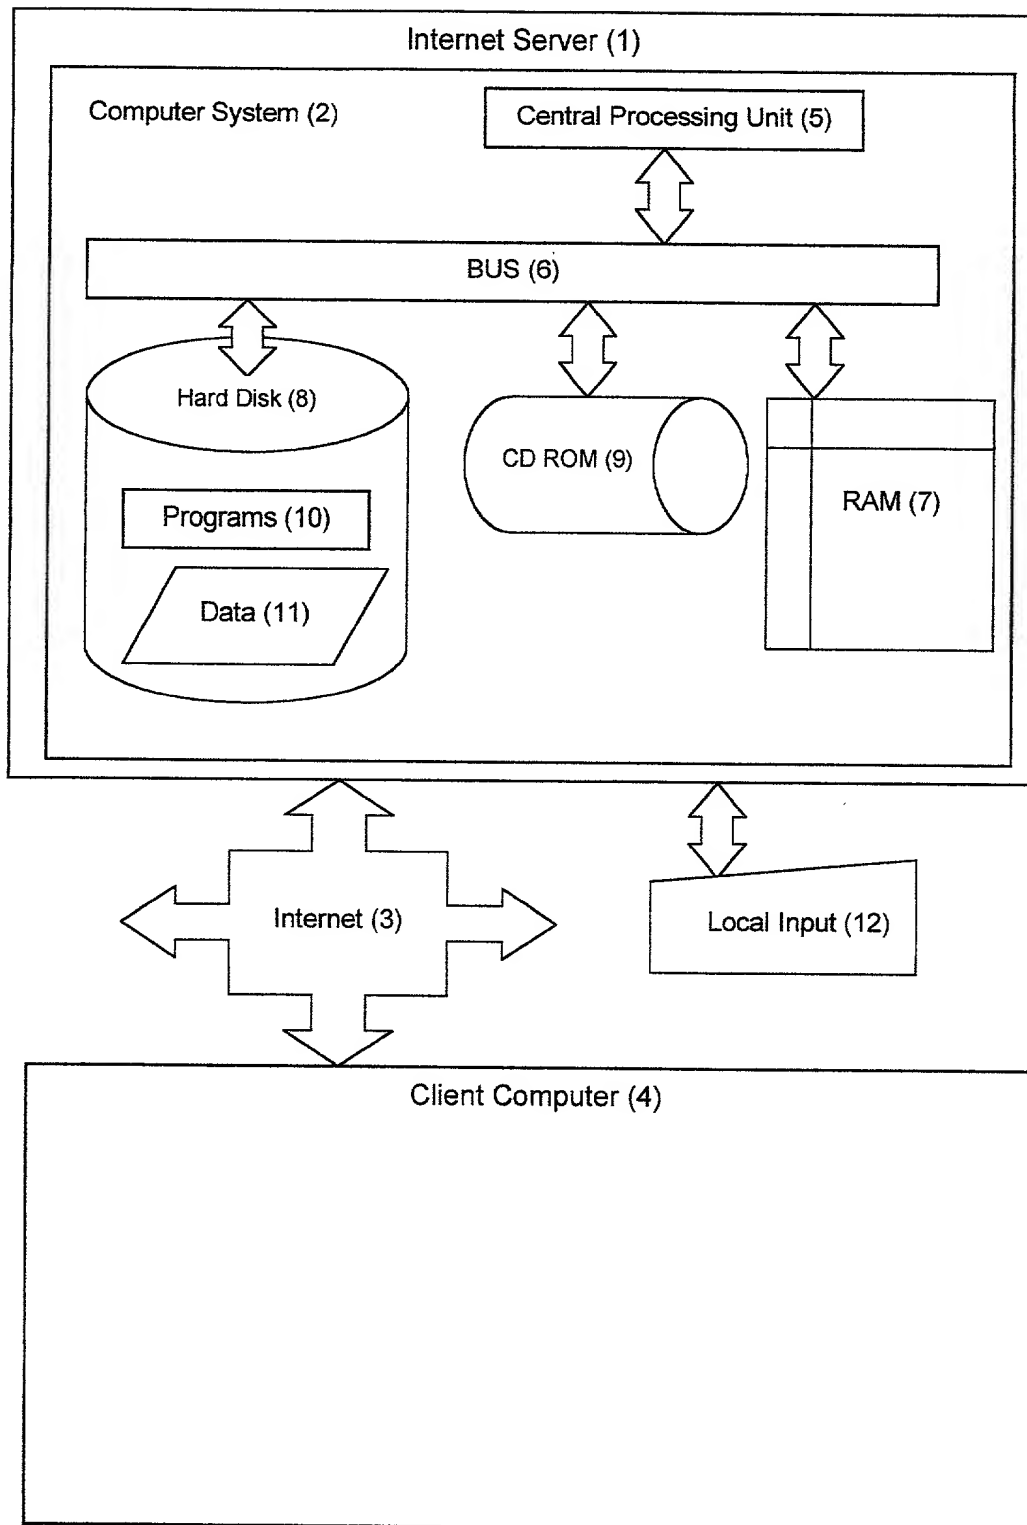 Internet Server (1)
Computer System (2)
Central Processing Unit (5)
BUS (6)
Hard Disk (8)
CD ROM (9)
RAM (7)
Programs (10)
Data (11)
Internet (3)
Local Input (12)
Client Computer (4)